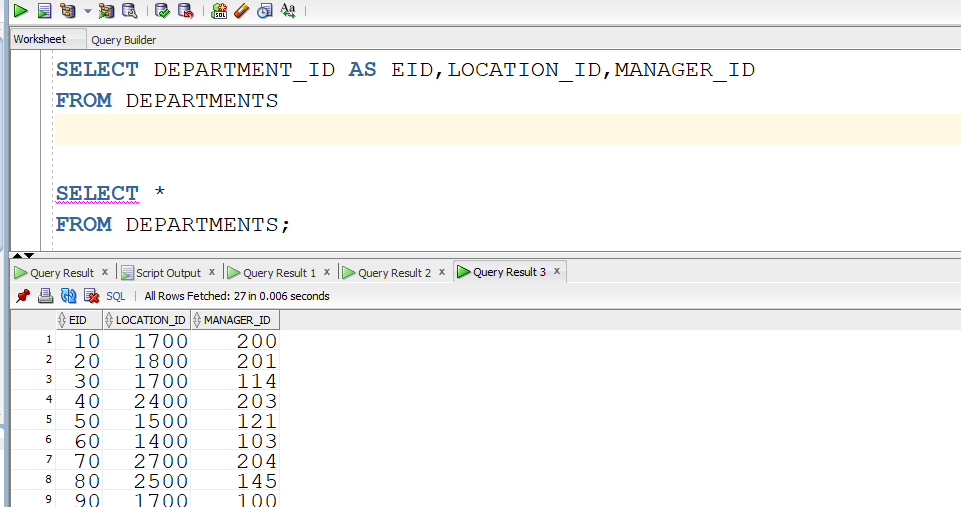 SQL Aa
Worksheet Query Builder
SELECT DEPARTMENT_ID AS EID,LOCATION_ID,MANAGER_ID
FROM DEPARTMENTS
SELECT *
FROM DEPARTMENTS;
Query Result x Script Output x Query Result 1 x Query Result 2 x Query Result 3 x
SQL | All Rows Fetched: 27 in 0.006 seconds
EID LOCATION_ID MANAGER_ID
1 10 1700 200
2 20 1800 201
3 30 1700 114
4 40 2400 203
5 50 1500 121
6 60 1400 103
7 70 2700 204
8 80 2500 145
9 90 1700 100